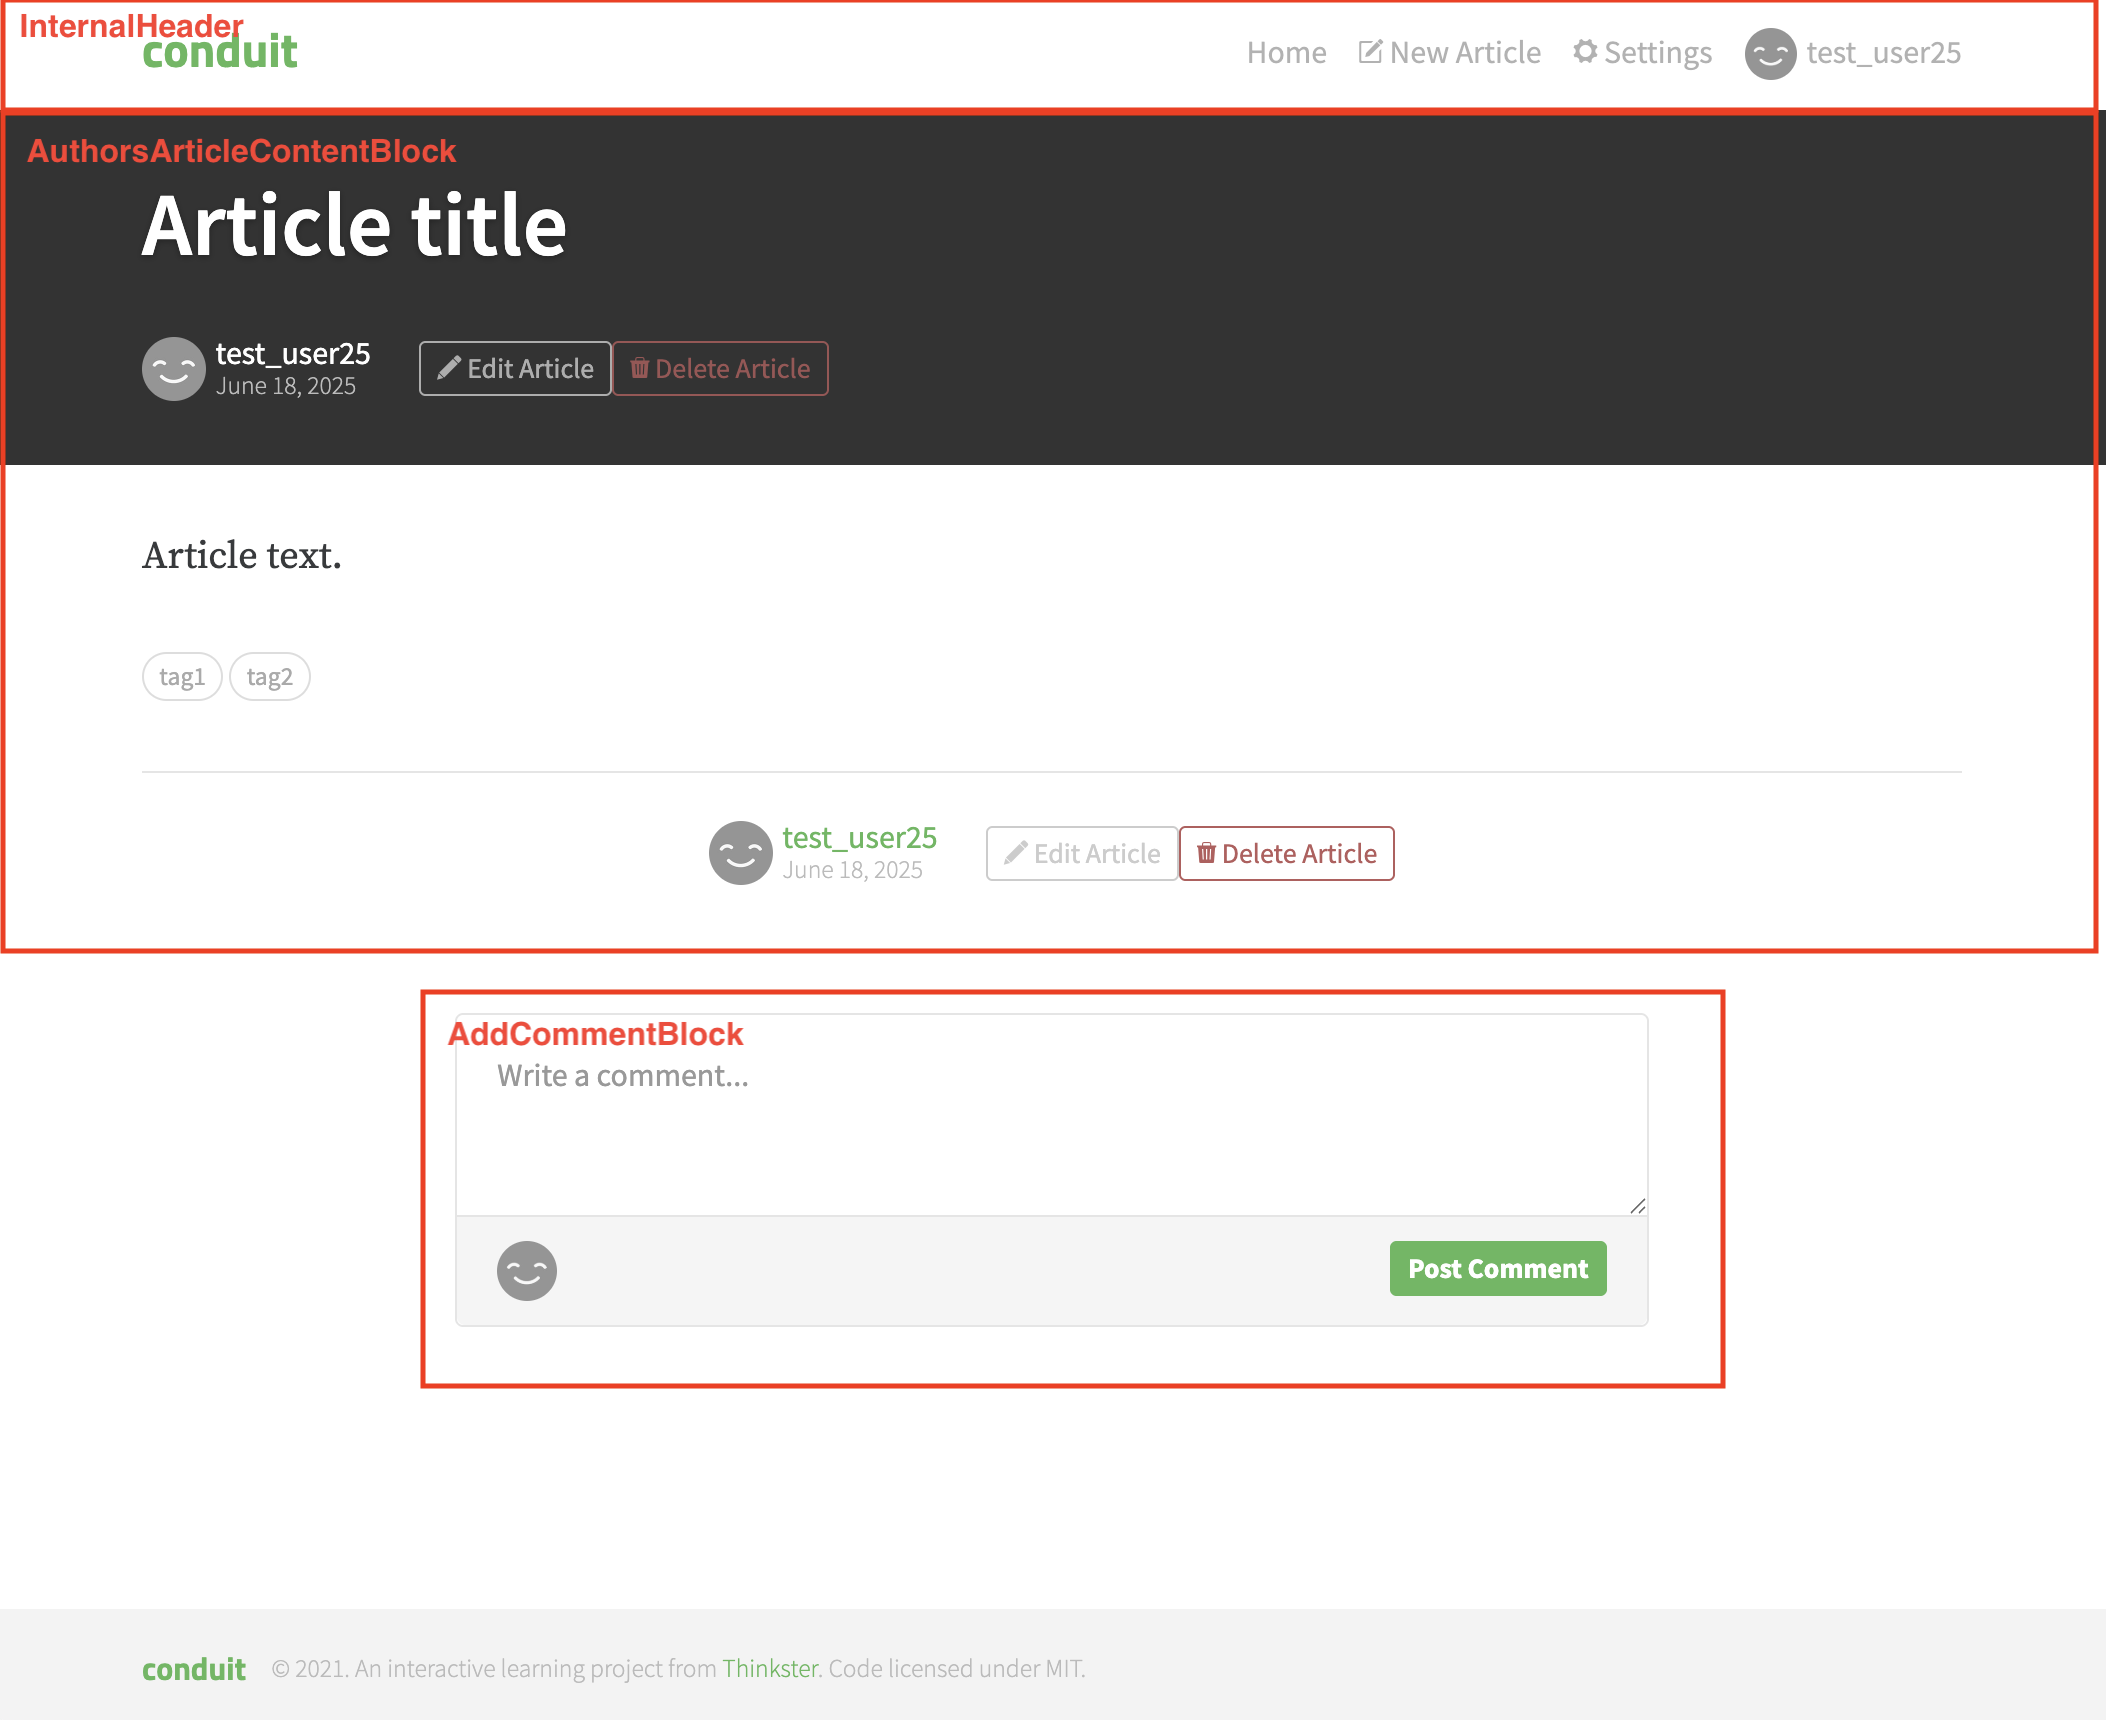 InternalHeader
conduit
Home New Article Settings test_user25
AuthorsArticleContentBlock
Article title
test_user25
June 18, 2025
Edit Article Delete Article
Article text.
tag1 tag2
test_user25
June 18, 2025
Edit Article Delete Article
AddCommentBlock
Write a comment...
Post Comment
conduit © 2021. An interactive learning project from Thinkster. Code licensed under MIT.